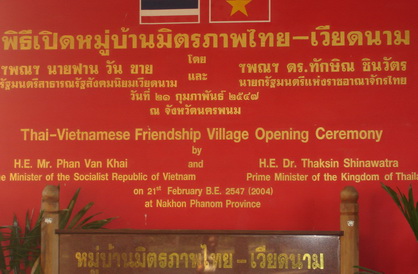 พิธีเปิดหมู่บ้านมิตรภาพไทย-เวียดนาม
โดย
ฯพณฯ นายฟาน วัน ขาย และ ฯพณฯ ดร.ทักษิณ ชินวัตร
รัฐมนตรีสาธารณรัฐสังคมนิยมเวียดนาม นายกรัฐมนตรีแห่งราชอาณาจักรไทย
วันที่ ๒๑ กุมภาพันธ์ ๒๕๔๗
ณ จังหวัดนครพนม
Thai-Vietnamese Friendship Village Opening Ceremony
by
H.E. Mr. Phan Van Khai and H.E. Dr. Thaksin Shinawatra
e Minister of the Socialist Republic of Vietnam Prime Minister of the Kingdom of Thaila
on 21st February B.E. 2547 (2004)
at Nakhon Phanom Province
หมู่บ้านมิตรภาพไทย - เวียดนาม